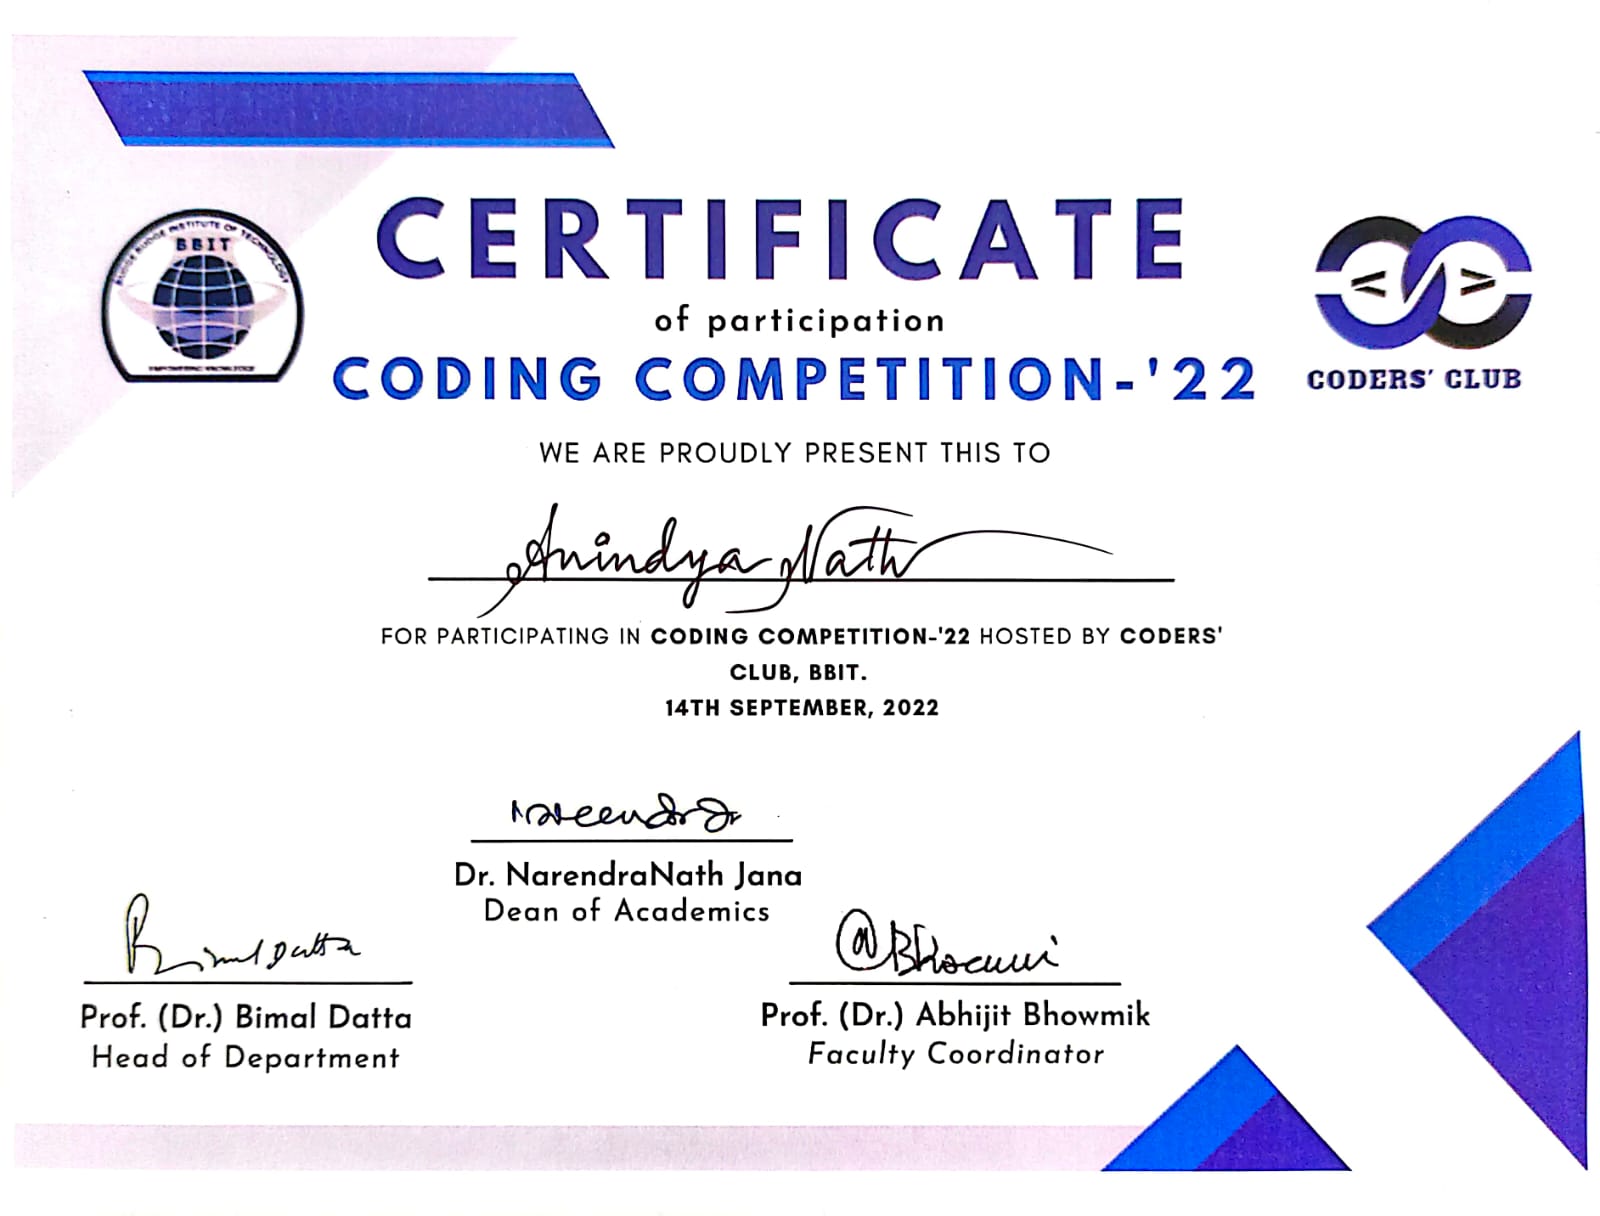 BUDGE BUDGE INSTITUTE OF TECHNOLOGY
BBIT
EMPOWERING KNOWLEDGE
CERTIFICATE
of participation
CODING COMPETITION-'22
< / >
CODERS' CLUB
WE ARE PROUDLY PRESENT THIS TO
Anindya Nath
FOR PARTICIPATING IN CODING COMPETITION-'22 HOSTED BY CODERS'
CLUB, BBIT.
14TH SEPTEMBER, 2022
Dr. NarendraNath Jana
Dean of Academics
Bimal Datta
Prof. (Dr.) Bimal Datta
Head of Department
Prof. (Dr.) Abhijit Bhowmik
Faculty Coordinator